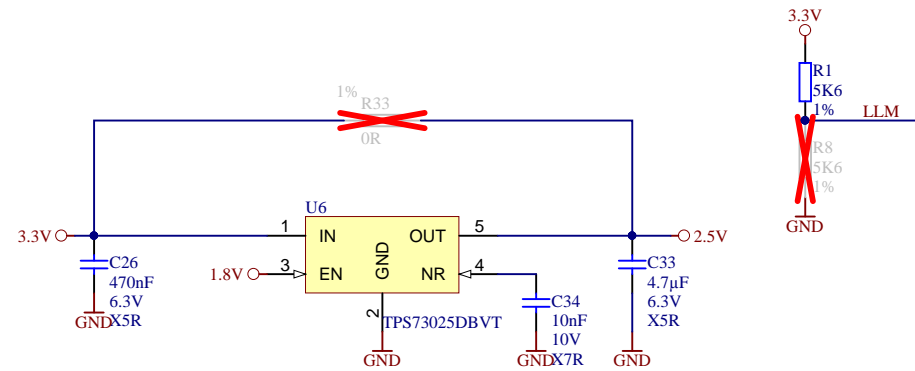 1%
R33
0R
3.3V
R1
5K6
1%
LLM
R8
5K6
1%
GND
U6
3.3V
1
IN
OUT
5
2.5V
C26
470nF
6.3V
X5R
GND
1.8V
3
EN
GND
NR
4
2
TPS73025DBVT
GND
C34
10nF
10V
X7R
GND
C33
4.7µF
6.3V
X5R
GND